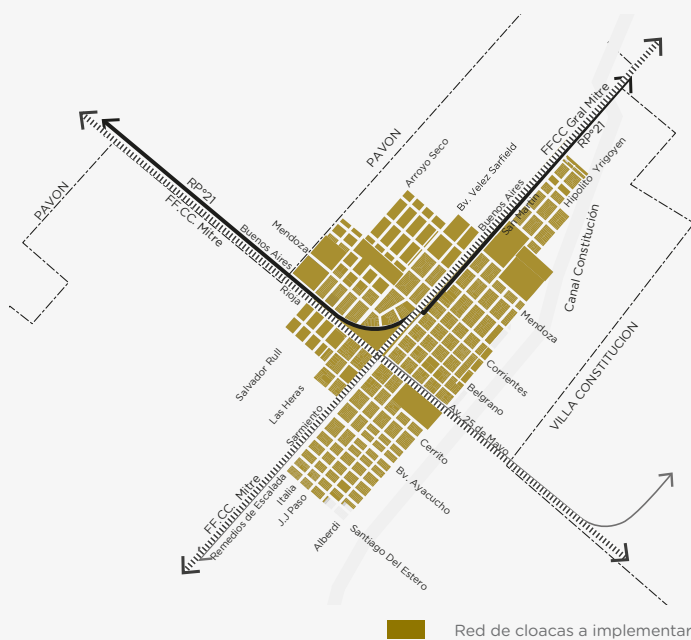 FFCC Gral Mitre
RPº21
PAVON
Arroyo Seco
Bv. Velez Sarfield
Hipolito Yrigoyen
San Martin
Buenos Aires
RPº21
PAVON
FF.CC. Mitre
Mendoza
Buenos Aires
Rioja
Canal Constitución
Mendoza
Salvador Rull
Corrientes
VILLA CONSTITUCION
Las Heras
Belgrano
Sarmiento
Av. 25 de Mayo
Cerrito
FF.CC. Mitre
Bv. Ayacucho
Remedios de Escalada
Italia
J.J Paso
Alberdi
Santiago Del Estero
Red de cloacas a implementar